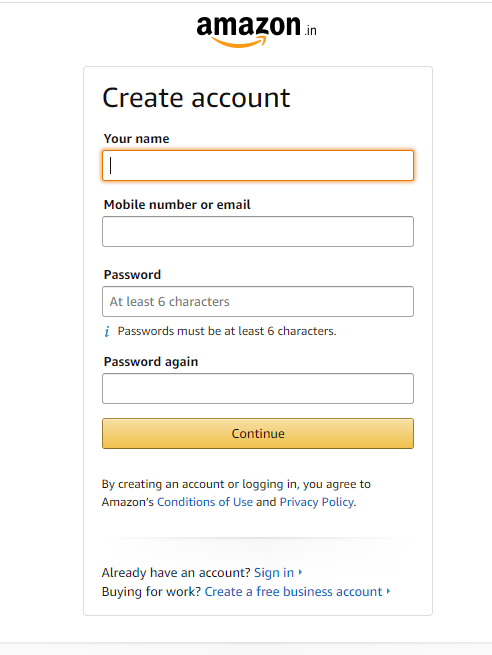 amazon.in
Create account
Your name
Mobile number or email
Password
At least 6 characters
i Passwords must be at least 6 characters.
Password again
Continue
By creating an account or logging in, you agree to
Amazon's Conditions of Use and Privacy Policy.
Already have an account? Sign in
Buying for work? Create a free business account